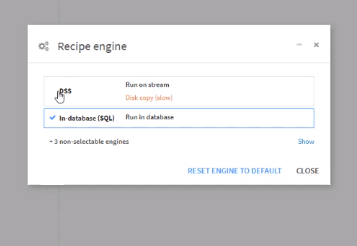 Recipe engine
DSS
Run on stream
Disk copy (slow)
In-database (SQL)
Run in database
+ 3 non-selectable engines
Show
RESET ENGINE TO DEFAULT
CLOSE